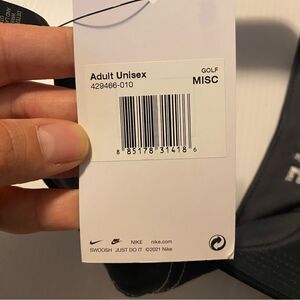 Adult Unisex
429466-010
GOLF
MISC
8 85178 31418 6
NIKE nike.com
SWOOSH JUST DO IT ©2021 Nike